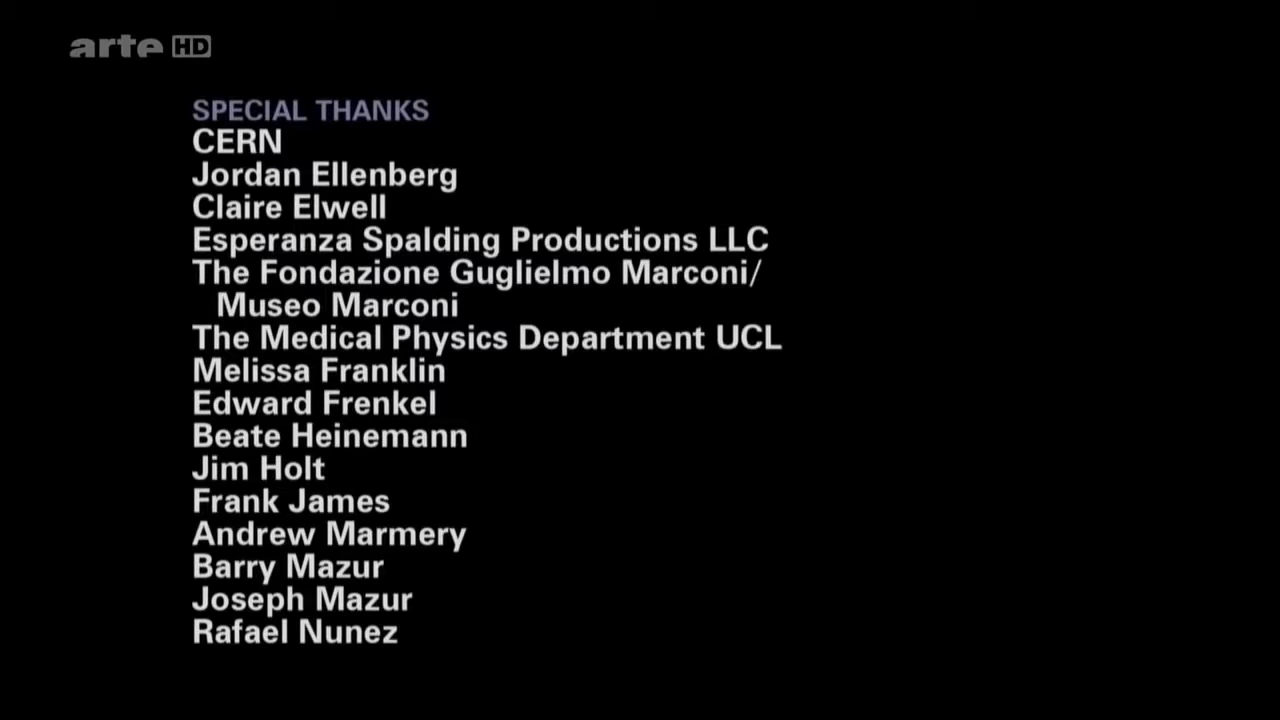 arte HD
SPECIAL THANKS
CERN
Jordan Ellenberg
Claire Elwell
Esperanza Spalding Productions LLC
The Fondazione Guglielmo Marconi/
Museo Marconi
The Medical Physics Department UCL
Melissa Franklin
Edward Frenkel
Beate Heinemann
Jim Holt
Frank James
Andrew Marmery
Barry Mazur
Joseph Mazur
Rafael Nunez